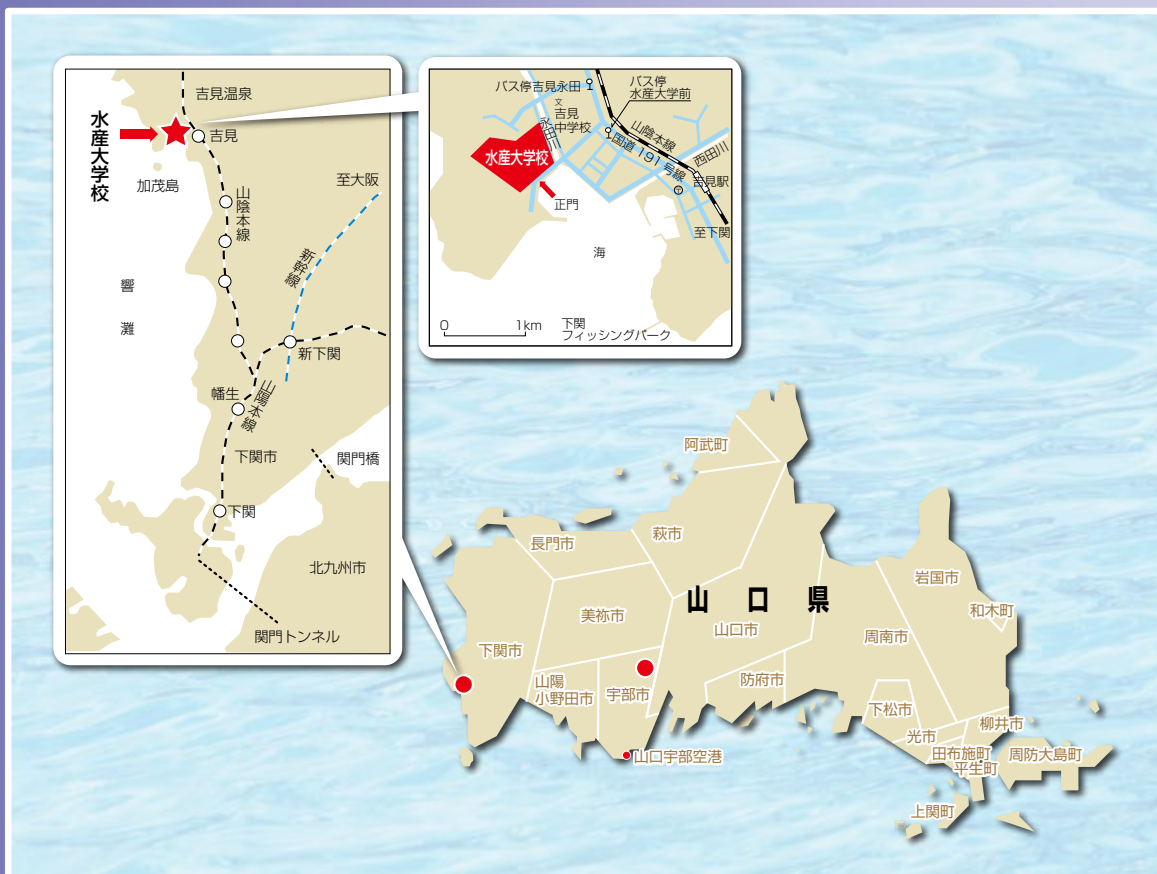 水産大学校
吉見温泉
吉見
加茂島
至大阪
山陰本線
新幹線
響灘
新下関
幡生
山陽本線
下関市
関門橋
下関
北九州市
関門トンネル
バス停吉見永田
バス停
水産大学前
文
吉見
中学校
永田川
山陰本線
西田川
国道191号線
水産大学校
吉見駅
正門
至下関
海
0 1km
下関
フィッシングパーク
阿武町
萩市
長門市
山口県
岩国市
和木町
美祢市
山口市
周南市
下関市
山陽
小野田市
宇部市
防府市
下松市
柳井市
光市
山口宇部空港
田布施町
周防大島町
平生町
上関町